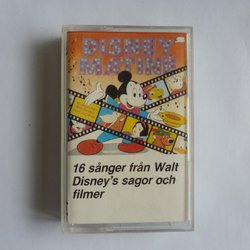 DISNEY
MATINÉ
16 sånger från Walt
Disney's sagor och
filmer